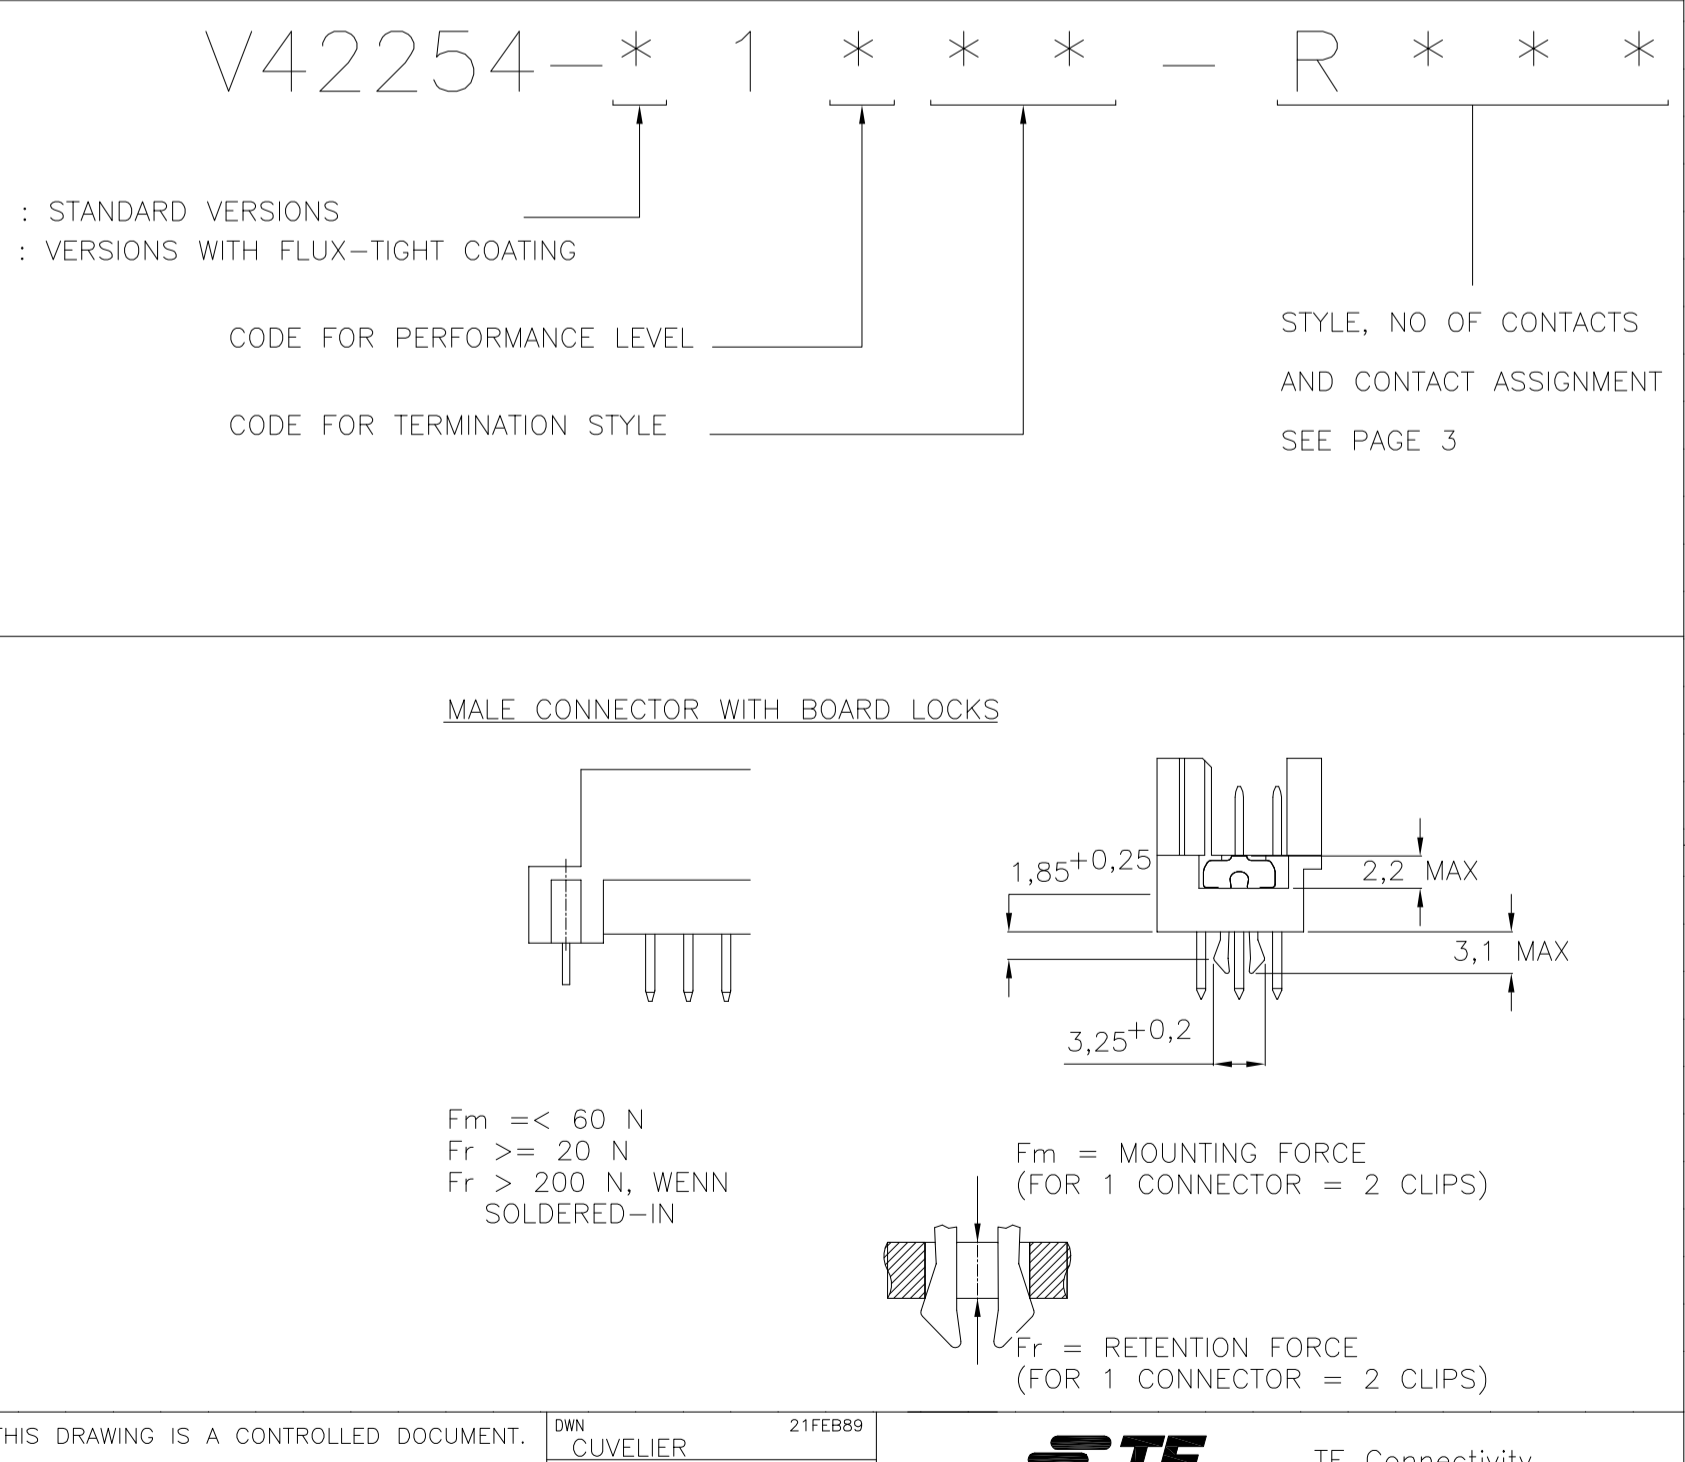 V42254-* 1 * * * - R * * *
: STANDARD VERSIONS
: VERSIONS WITH FLUX-TIGHT COATING
CODE FOR PERFORMANCE LEVEL
CODE FOR TERMINATION STYLE
STYLE, NO OF CONTACTS
AND CONTACT ASSIGNMENT
SEE PAGE 3
MALE CONNECTOR WITH BOARD LOCKS
1,85+0,25
2,2 MAX
3,1 MAX
3,25+0,2
Fm =< 60 N
Fr >= 20 N
Fr > 200 N, WENN
SOLDERED-IN
Fm = MOUNTING FORCE
(FOR 1 CONNECTOR = 2 CLIPS)
Fr = RETENTION FORCE
(FOR 1 CONNECTOR = 2 CLIPS)
THIS DRAWING IS A CONTROLLED DOCUMENT.
DWN 21FEB89
CUVELIER
TE
TE Connectivity